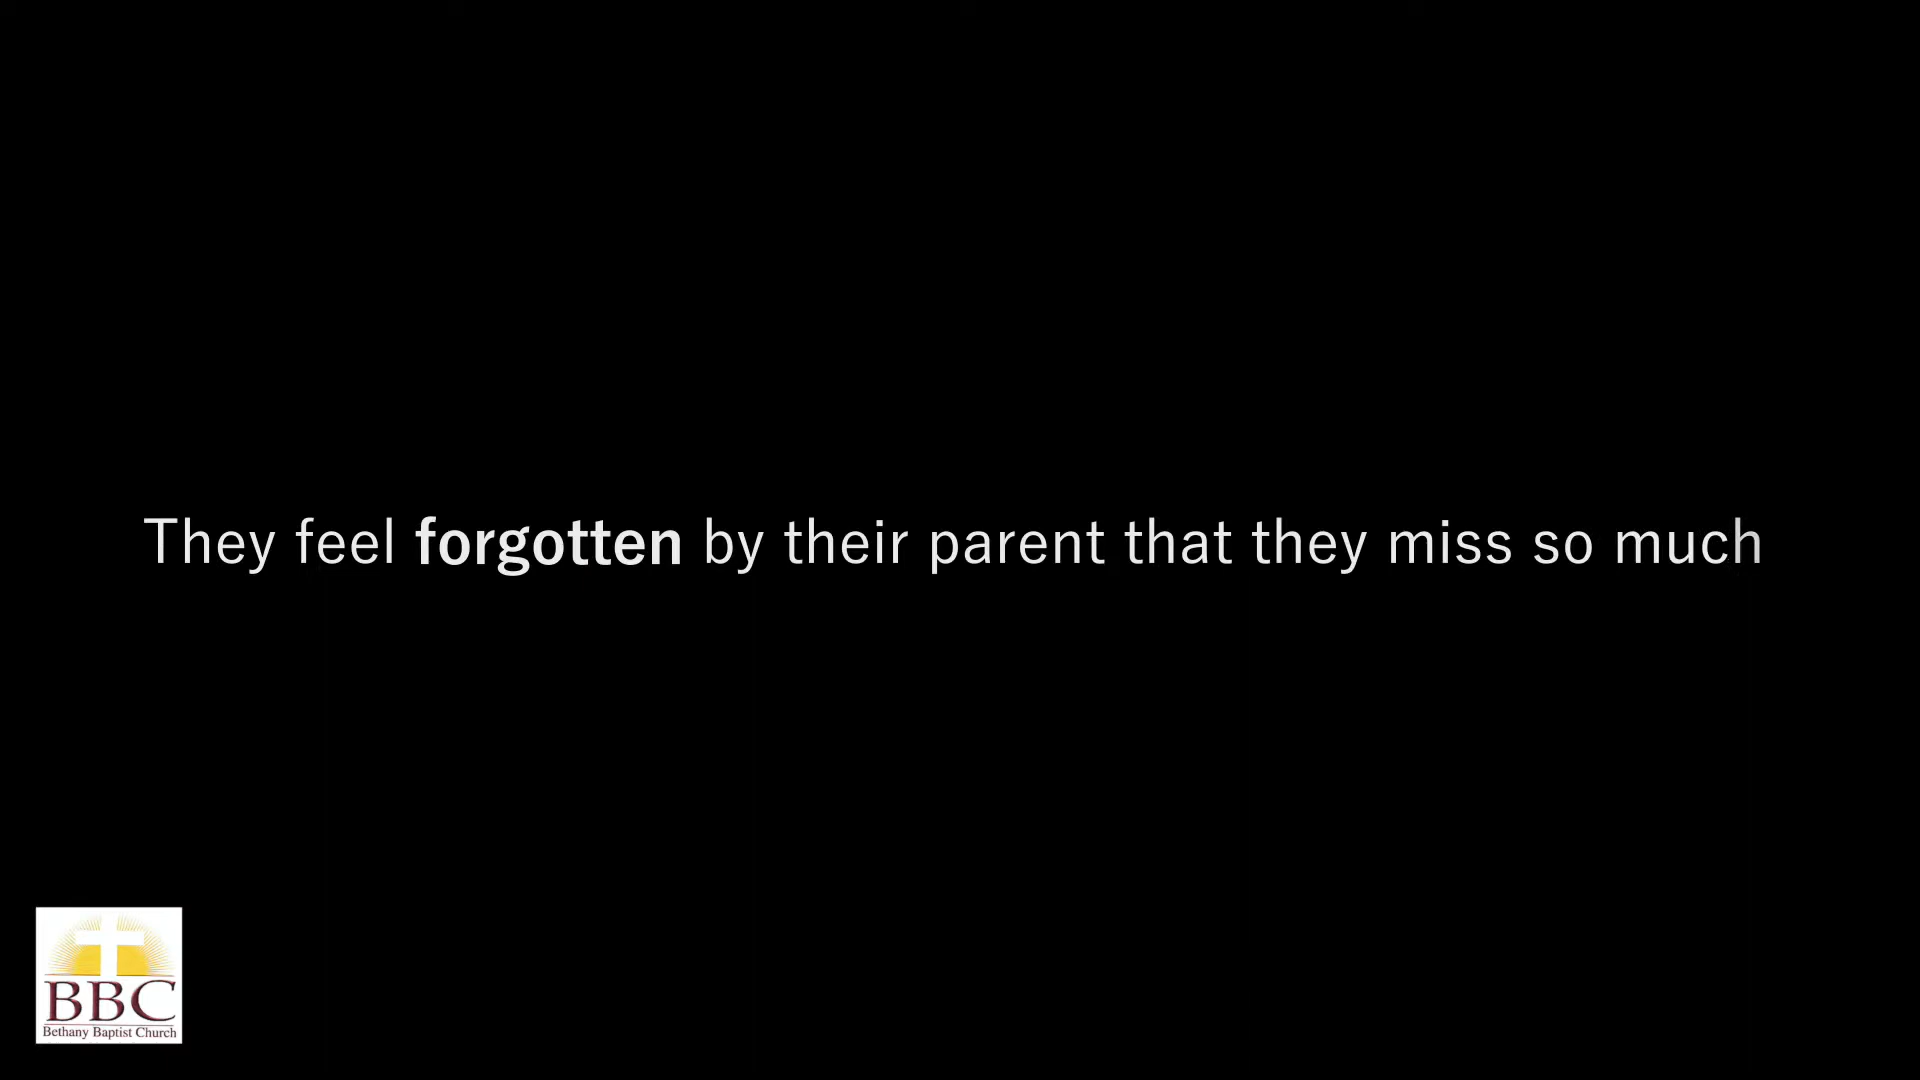 They feel forgotten by their parent that they miss so much
BBC
Bethany Baptist Church